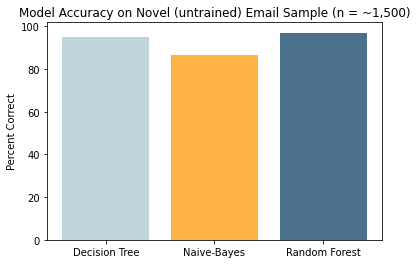 Model Accuracy on Novel (untrained) Email Sample (n = ~1,500)
100
80
60
40
20
0
Percent Correct
Decision Tree
Naive-Bayes
Random Forest